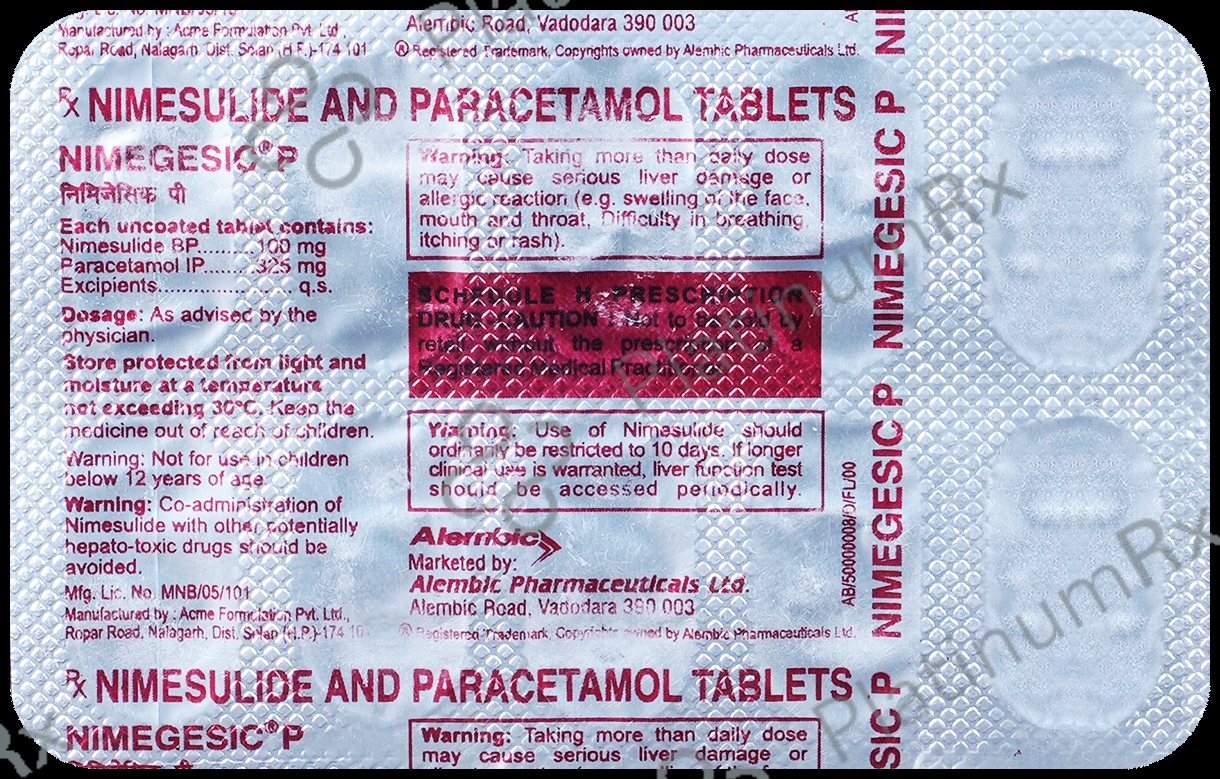 Manufactured by : Acme Formulation Pvt. Ltd.,
Ropar Road, Nalagarh, Dist. Solan (H.P.)-174 101
Alembic Road, Vadodara 390 003
® Registered Trademark, Copyrights owned by Alembic Pharmaceuticals Ltd.
Rx NIMESULIDE AND PARACETAMOL TABLETS
NIMEGESIC® P
निमिजेसिक पी
Each uncoated tablet contains:
Nimesulide BP..........100 mg
Paracetamol IP.........325 mg
Excipients...................... q.s.
Dosage: As advised by the
physician.
Store protected from light and
moisture at a temperature
not exceeding 30°C. Keep the
medicine out of reach of children.
Warning: Not for use in children
below 12 years of age.
Warning: Co-administration of
Nimesulide with other potentially
hepato-toxic drugs should be
avoided.
Mfg. Lic. No. MNB/05/101
Manufactured by : Acme Formulation Pvt. Ltd.,
Ropar Road, Nalagarh, Dist. Solan (H.P.)-174 10
Warning: Taking more than daily dose
may cause serious liver damage or
allergic reaction (e.g. swelling of the face,
mouth and throat, Difficulty in breathing,
itching or rash).
SCHEDULE H PRESCRIPTION
DRUG-CAUTION : Not to be sold by
retail without the prescription of a
Registered Medical Practitioner.
Warning: Use of Nimesulide should
ordinarily be restricted to 10 days. If longer
clinical use is warranted, liver function test
should be accessed periodically.
Alembic
Marketed by:
Alembic Pharmaceuticals Ltd.
Alembic Road, Vadodara 390 003
® Registered Trademark, Copyrights owned by Alembic Pharmaceuticals Ltd.
AB/50000008/D/FL/00
NIMEGESIC P
NIMEGESIC P
SIC P
NI
Rx NIMESULIDE AND PARACETAMOL TABLETS
NIMEGESIC® P
Warning: Taking more than daily dose
may cause serious liver damage or
PlatinumRx
PlatinumRx
PlatinumRx